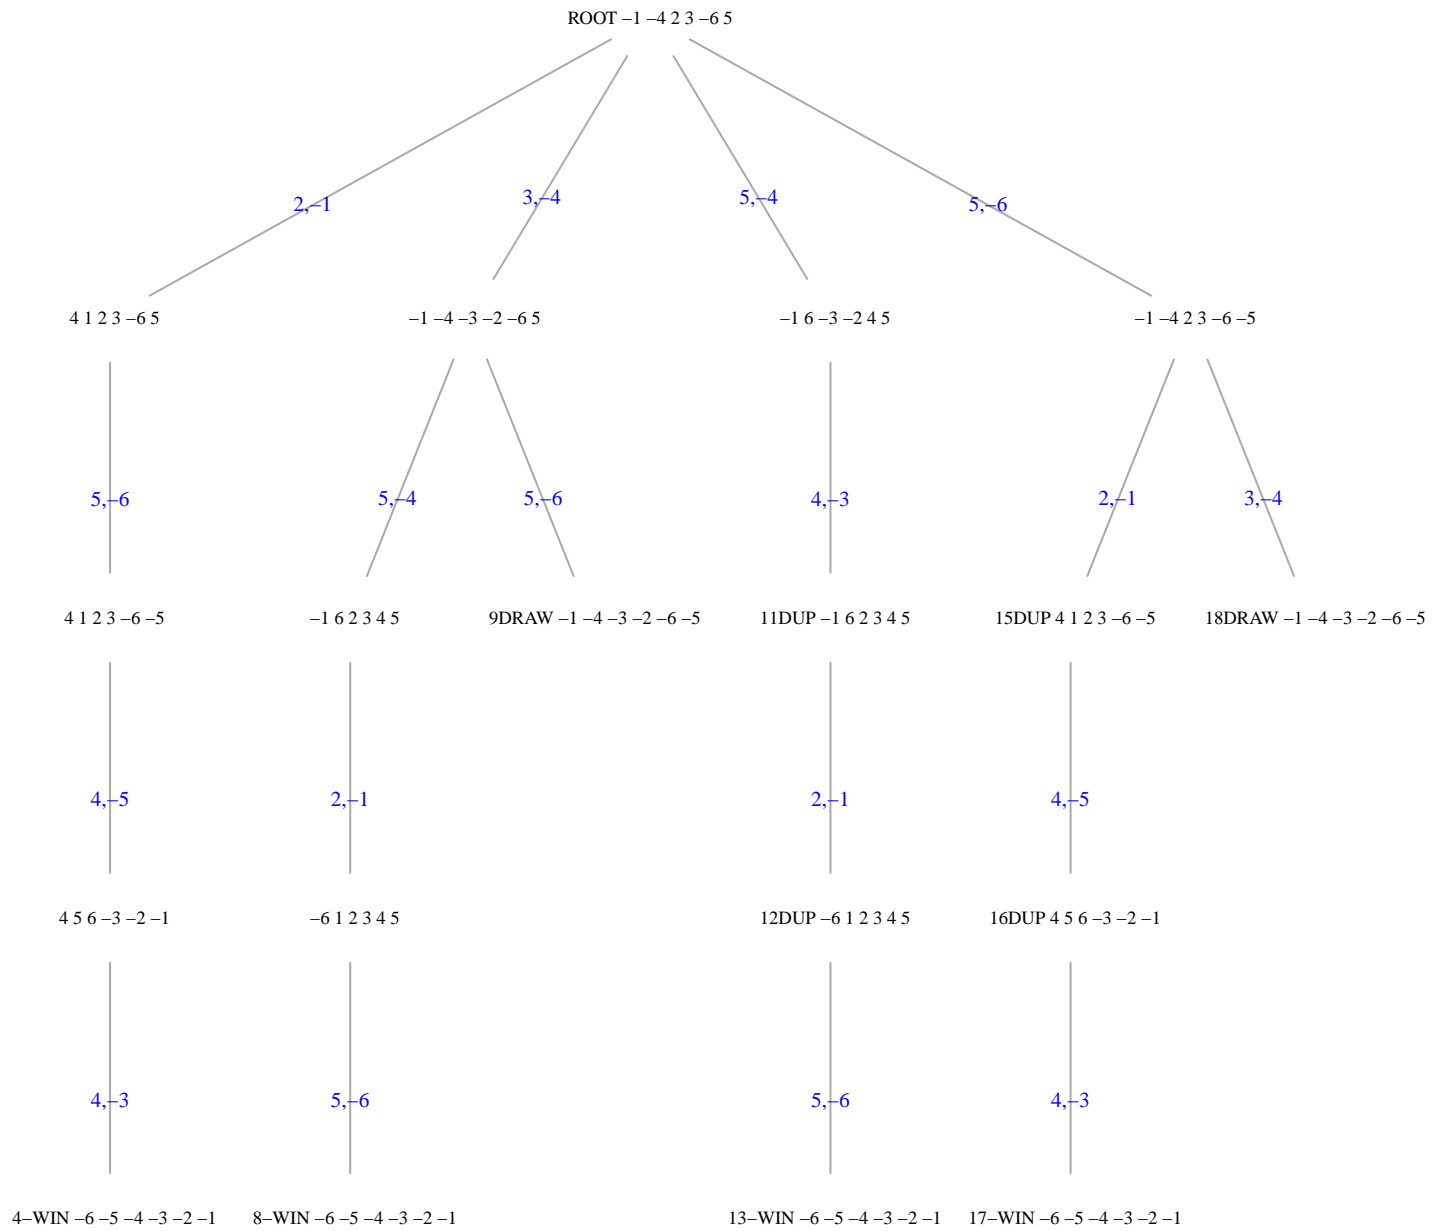 ROOT –1 –4 2 3 –6 5
2,–1
3,–4
5,–4
5,–6
4 1 2 3 –6 5
–1 –4 –3 –2 –6 5
–1 6 –3 –2 4 5
–1 –4 2 3 –6 –5
5,–6
5,–4
5,–6
4,–3
2,–1
3,–4
4 1 2 3 –6 –5
–1 6 2 3 4 5
9DRAW –1 –4 –3 –2 –6 –5
11DUP –1 6 2 3 4 5
15DUP 4 1 2 3 –6 –5
18DRAW –1 –4 –3 –2 –6 –5
4,–5
2,–1
2,–1
4,–5
4 5 6 –3 –2 –1
–6 1 2 3 4 5
12DUP –6 1 2 3 4 5
16DUP 4 5 6 –3 –2 –1
4,–3
5,–6
5,–6
4,–3
4–WIN –6 –5 –4 –3 –2 –1
8–WIN –6 –5 –4 –3 –2 –1
13–WIN –6 –5 –4 –3 –2 –1
17–WIN –6 –5 –4 –3 –2 –1